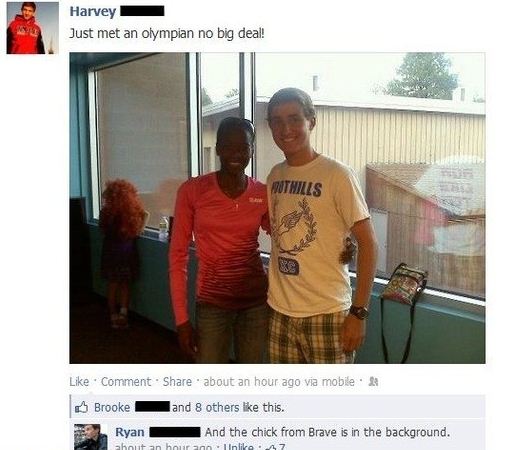 Harvey
Just met an olympian no big deal!
FOOTHILLS
XC
Like · Comment · Share · about an hour ago via mobile ·
Brooke and 8 others like this.
Ryan And the chick from Brave is in the background.
about an hour ago · Unlike · 7